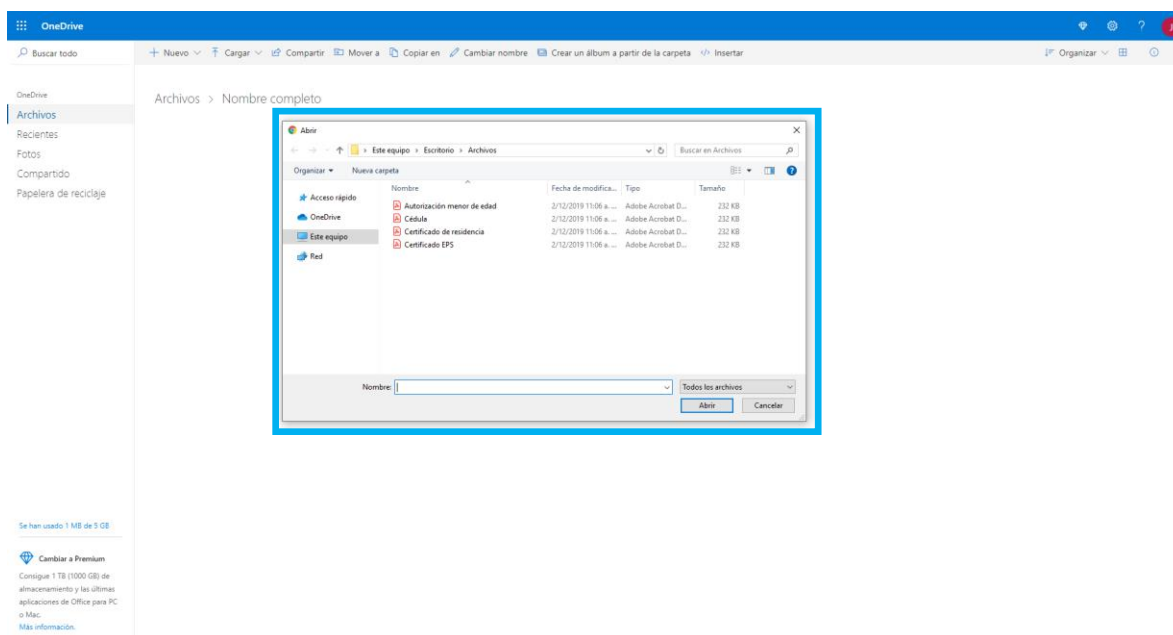 OneDrive
?
Buscar todo
Nuevo Cargar Compartir Mover a Copiar en Cambiar nombre Crear un álbum a partir de la carpeta Insertar Organizar
OneDrive
Archivos
Recientes
Fotos
Compartido
Papelera de reciclaje
Archivos > Nombre completo
Abrir
Este equipo > Escritorio > Archivos
Buscar en Archivos
Organizar Nueva carpeta
Acceso rápido
OneDrive
Este equipo
Red
Nombre Fecha de modifica... Tipo Tamaño
Autorización menor de edad 2/12/2019 11:06 a. ... Adobe Acrobat D... 232 KB
Cédula 2/12/2019 11:06 a. ... Adobe Acrobat D... 232 KB
Certificado de residencia 2/12/2019 11:06 a. ... Adobe Acrobat D... 232 KB
Certificado EPS 2/12/2019 11:06 a. ... Adobe Acrobat D... 232 KB
Nombre: Todos los archivos
Abrir Cancelar
Se han usado 1 MB de 5 GB
Cambiar a Premium
Consigue 1 TB (1000 GB) de
almacenamiento y las últimas
aplicaciones de Office para PC
o Mac.
Más información.